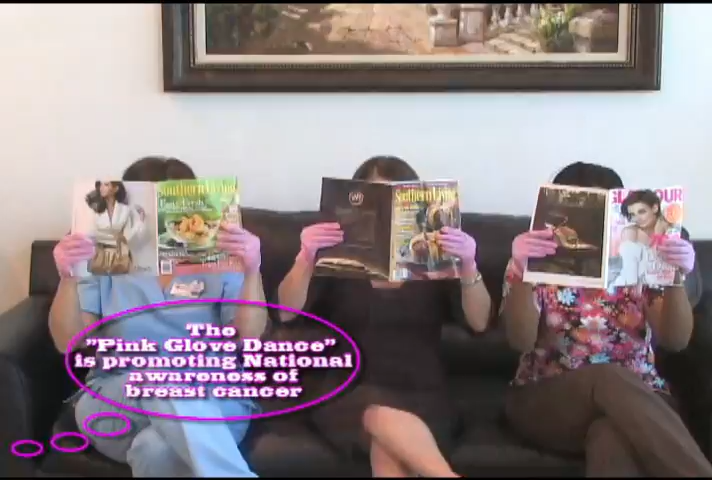 Southern Living
Southern Living
GLAMOUR
The
"Pink Glove Dance"
is promoting National
awareness of
breast cancer